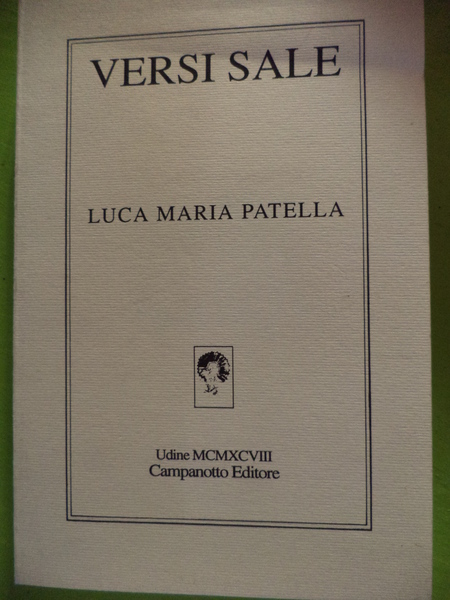 VERSI SALE
LUCA MARIA PATELLA
Udine MCMXCVIII
Campanotto Editore